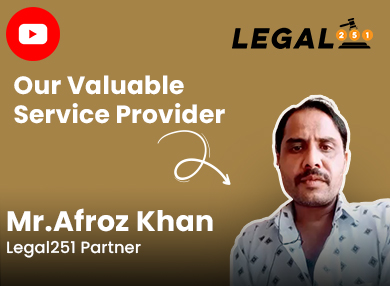 LEGAL 251
Our Valuable
Service Provider
Mr.Afroz Khan
Legal251 Partner